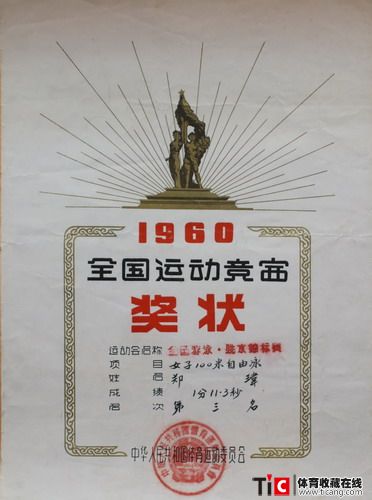 1960
全国运动竞赛
奖状
运动会名称 全国游泳·跳水锦标赛
项目 女子100米自由泳
姓名 郑
成绩 1分11·3秒
名次 第三名
中华人民共和国体育运动委员会
TiC 体育收藏在线
www.ticang.com